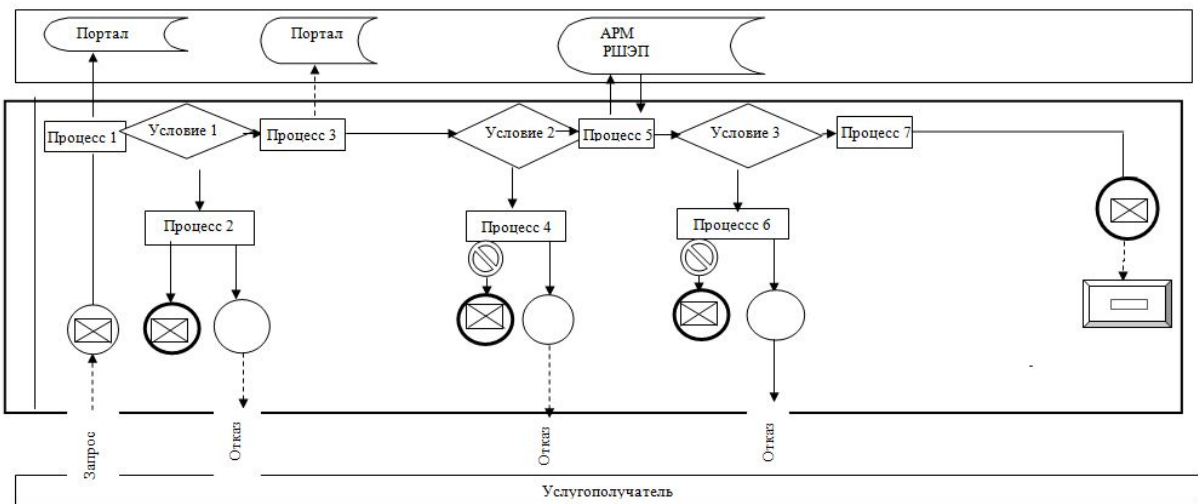 Портал
Портал
АРМ
РШЭП
Процесс 1
Условие 1
Процесс 3
Условие 2
Процесс 5
Условие 3
Процесс 7
Процесс 2
Процесс 4
Процессс 6
Запрос
Отказ
Отказ
Отказ
Услугополучатель